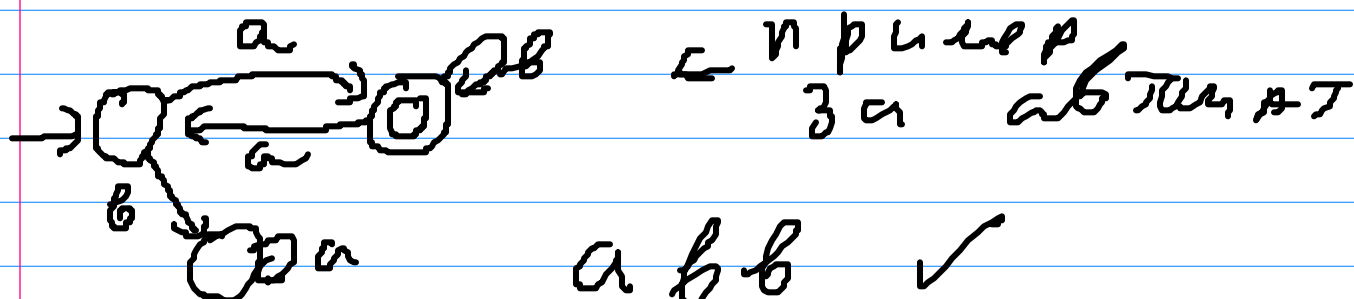 a
в ← пример
за автомат
a
в
a
a в в ✓